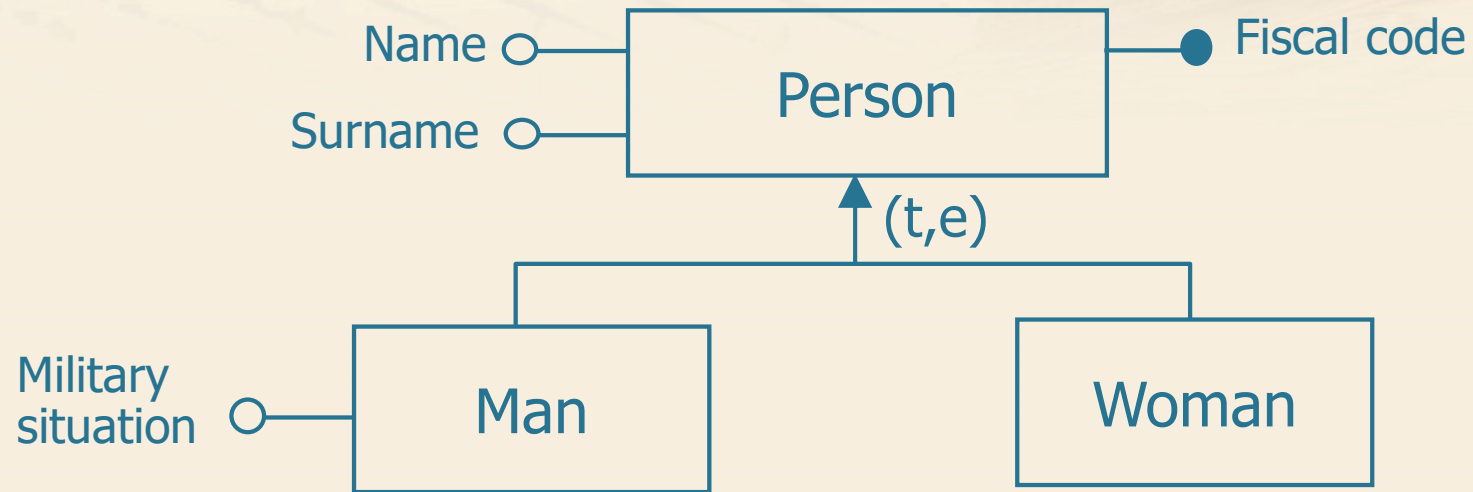 Name
Fiscal code
Person
Surname
(t,e)
Military
situation
Man
Woman